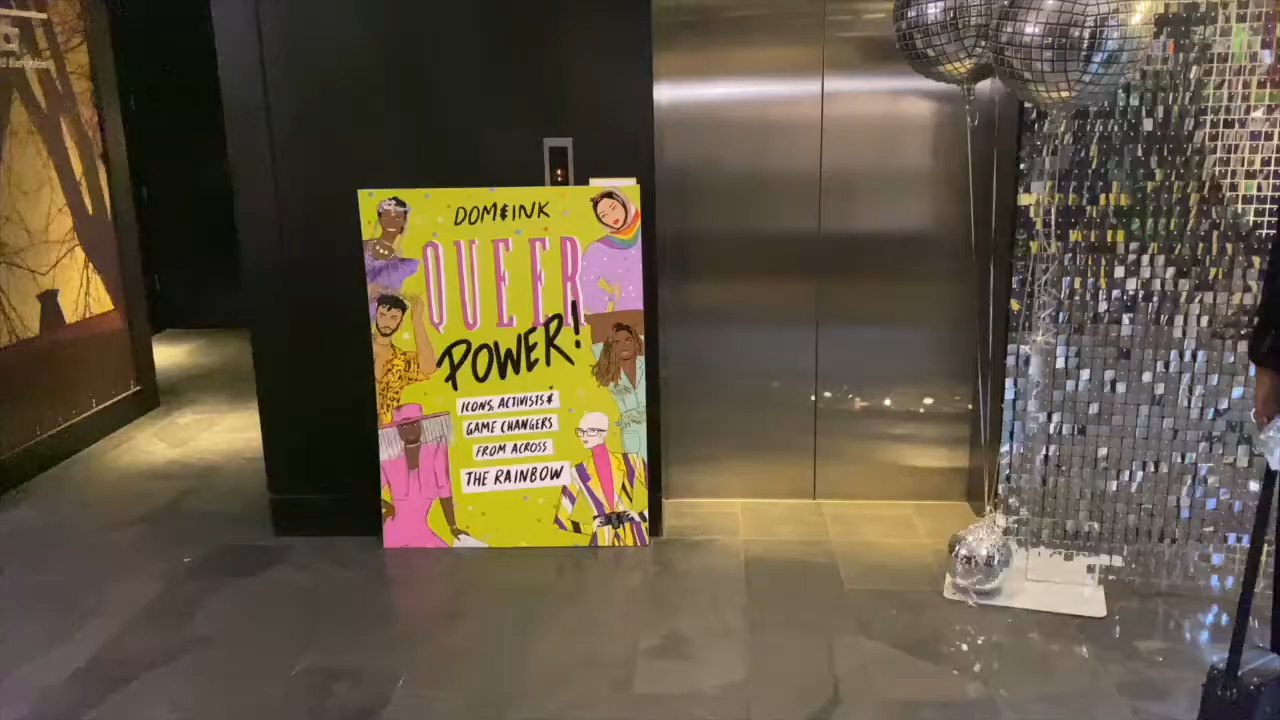 DOM&INK
QUEER
POWER!
ICONS, ACTIVISTS &
GAME CHANGERS
FROM ACROSS
THE RAINBOW